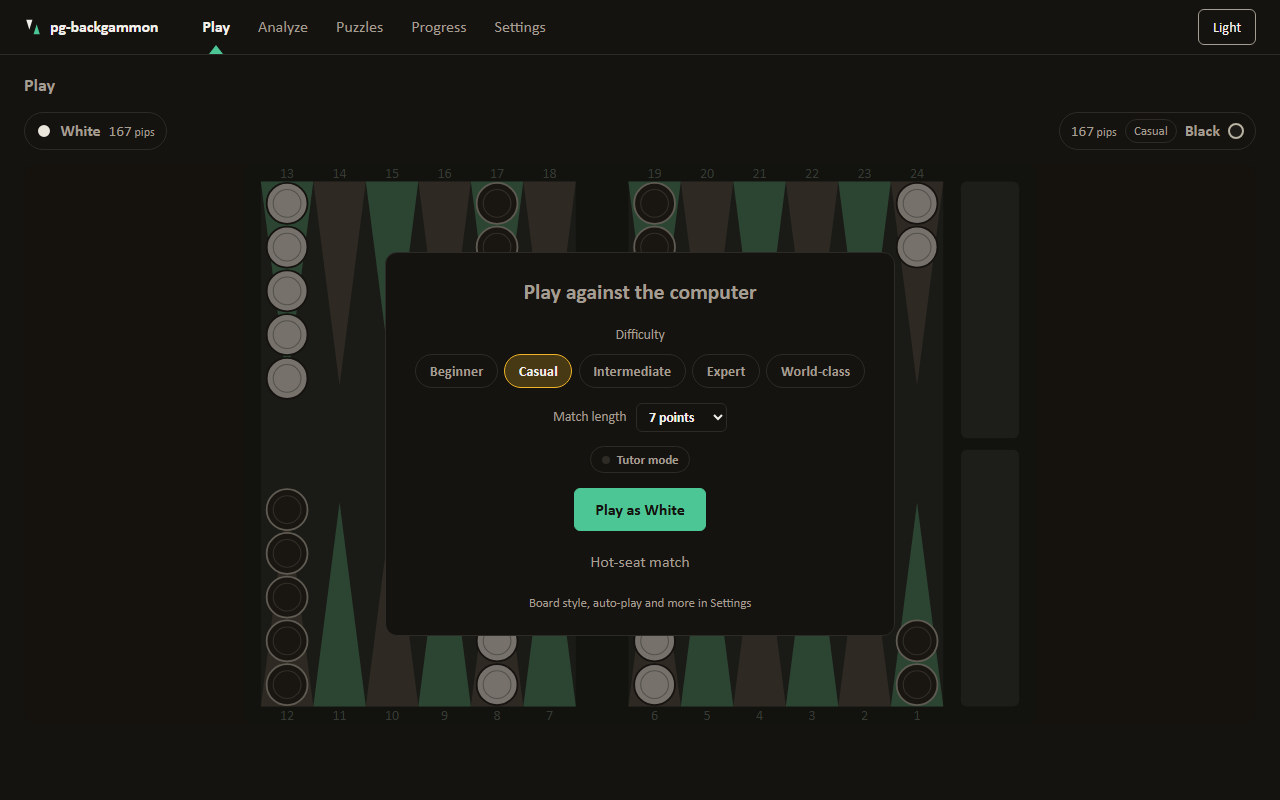 pg-backgammon Play Analyze Puzzles Progress Settings Light
Play
White 167 pips 167 pips Casual Black
13 14 15 16 17 18 19 20 21 22 23 24
Play against the computer
Difficulty
Beginner Casual Intermediate Expert World-class
Match length 7 points
Tutor mode
Play as White
Hot-seat match
Board style, auto-play and more in Settings
12 11 10 9 8 7 6 5 4 3 2 1